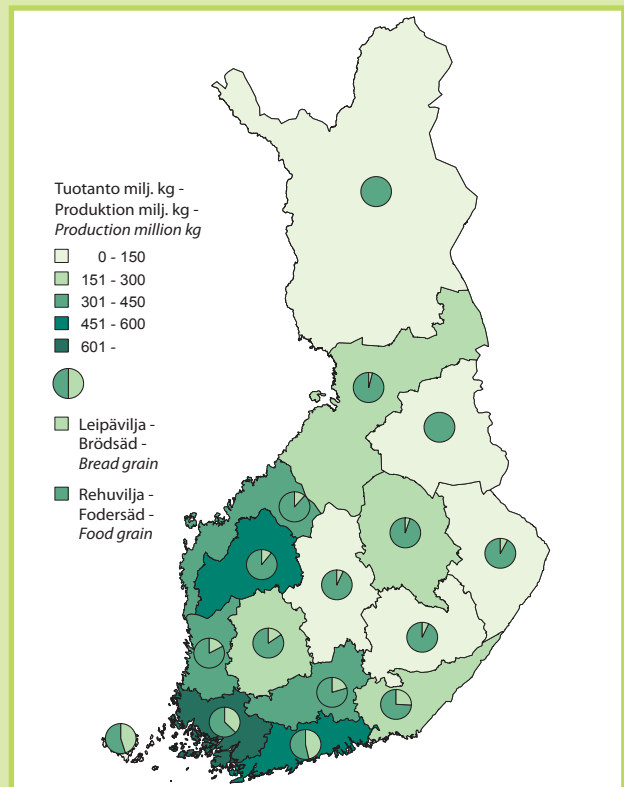 Tuotanto milj. kg -
Produktion milj. kg -
Production million kg
0 - 150
151 - 300
301 - 450
451 - 600
601 -
Leipävilja -
Brödsäd -
Bread grain
Rehuvilja -
Fodersäd -
Food grain